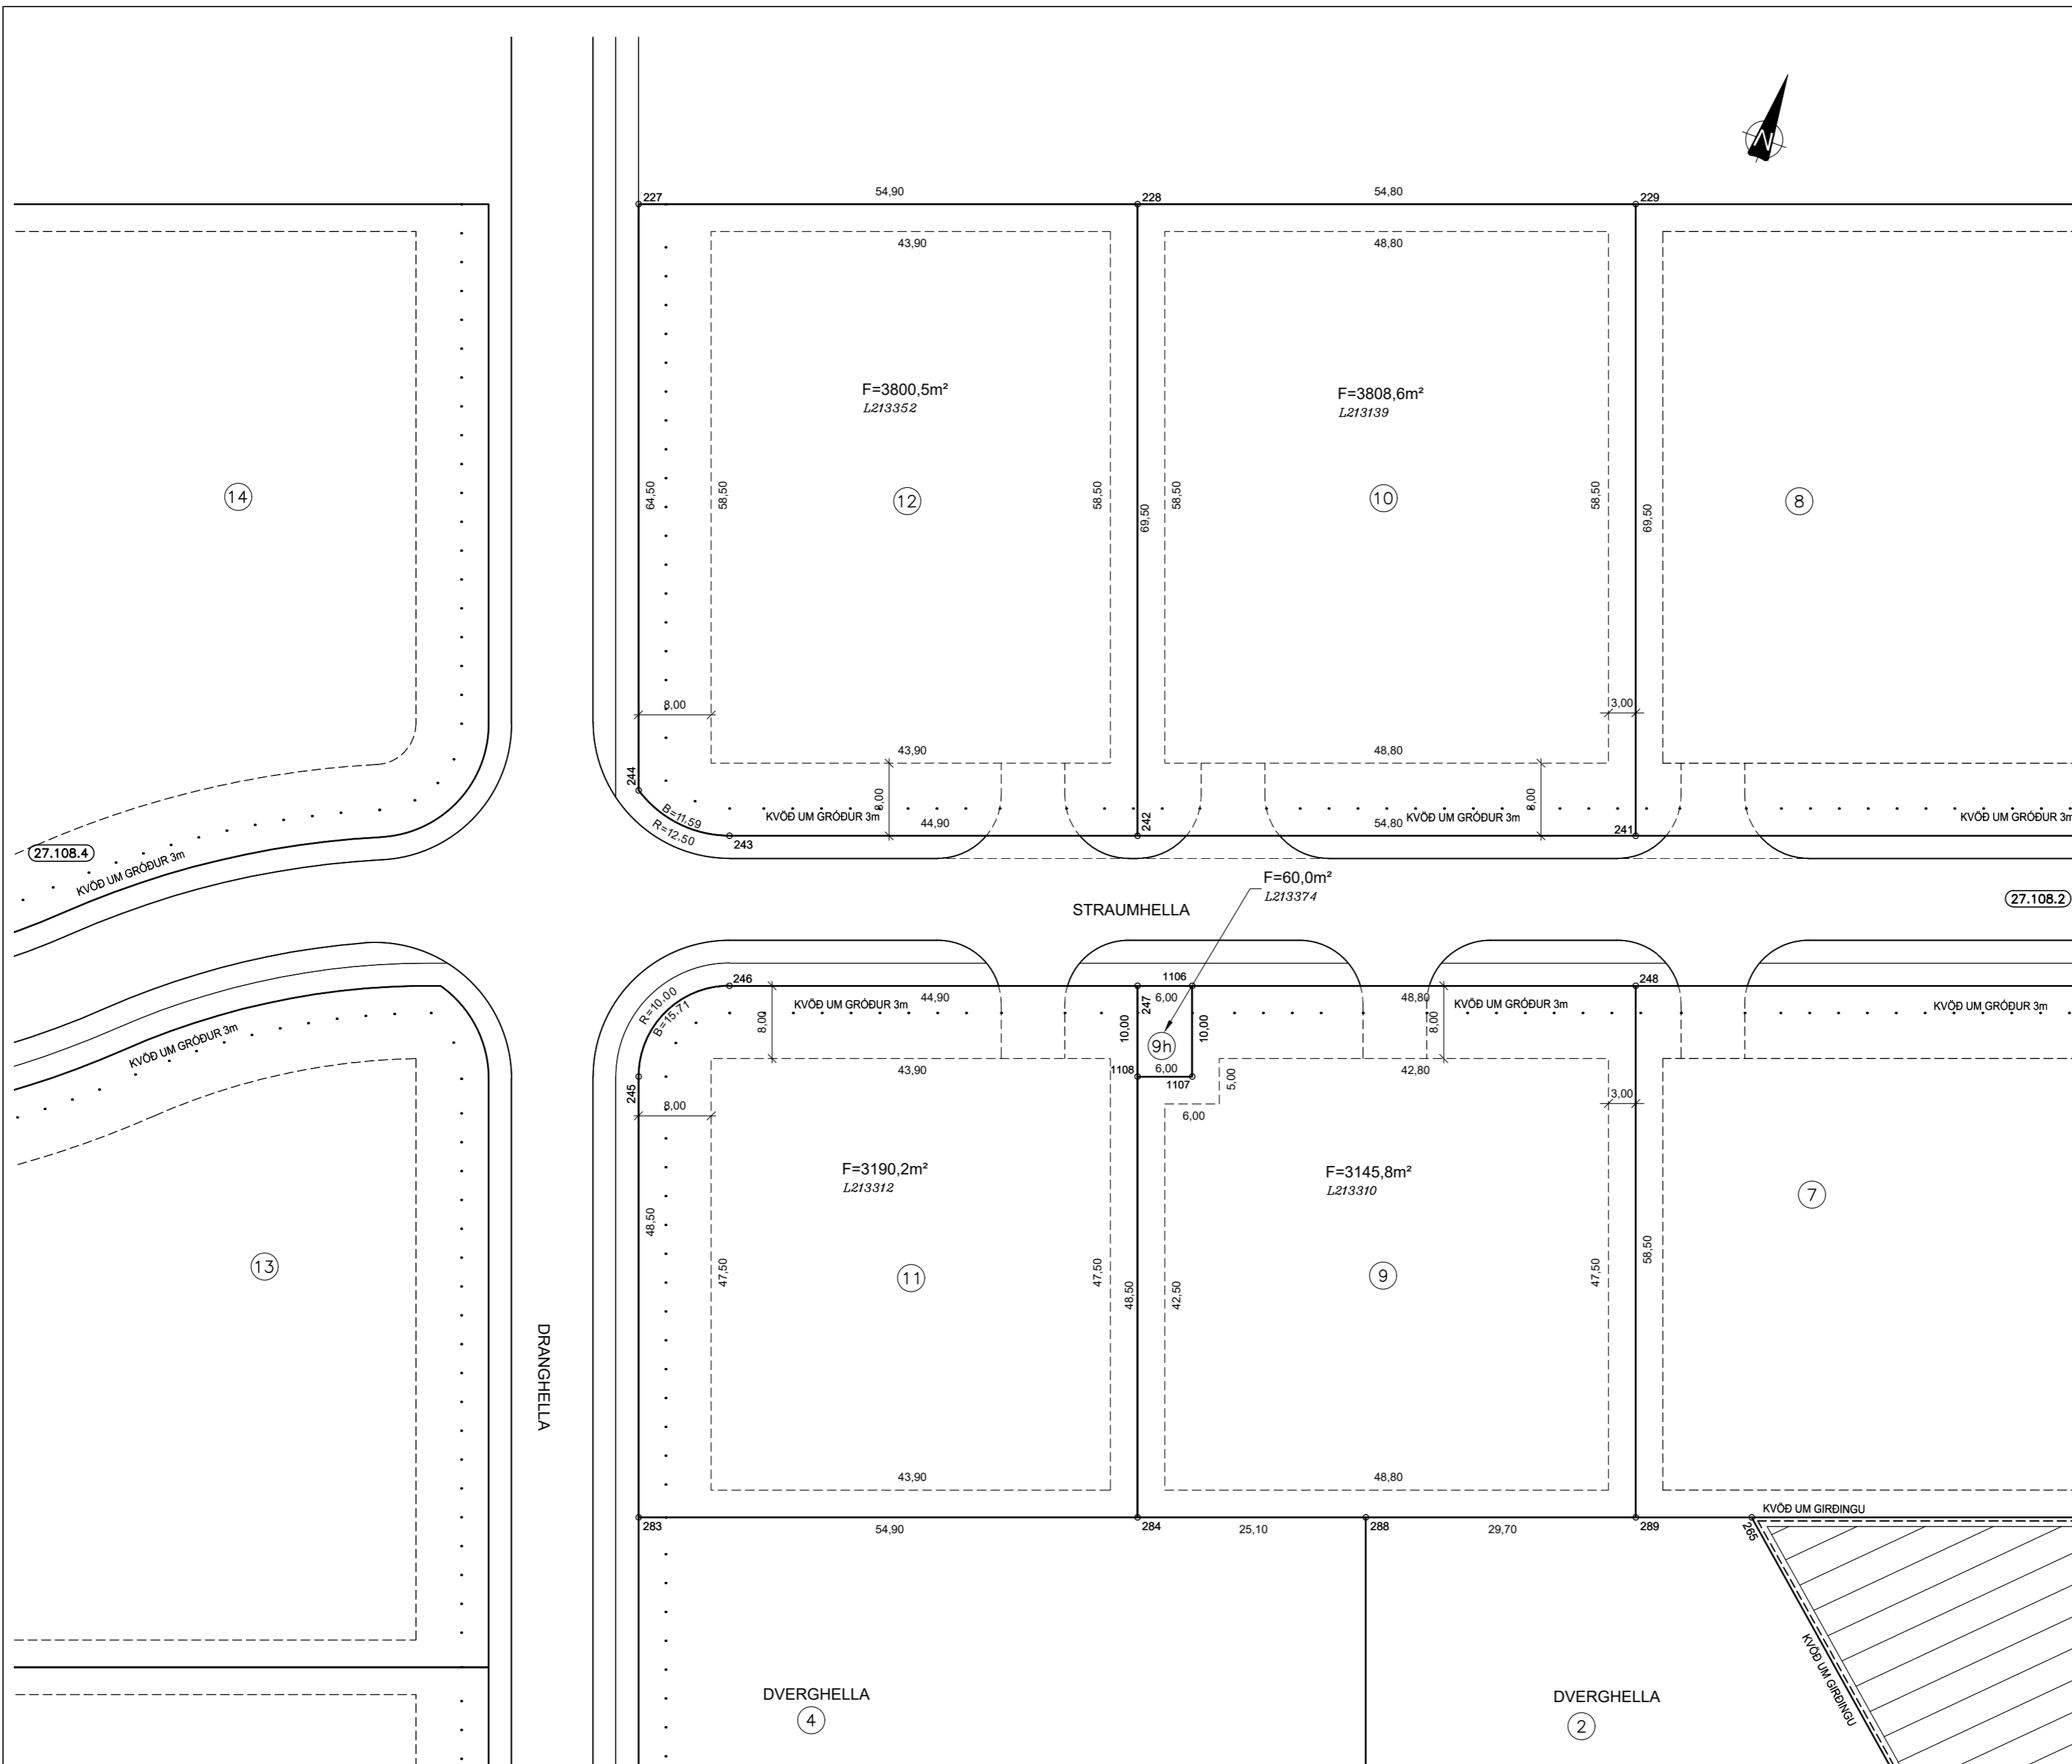 N
227
54,90
228
54,80
229
43,90
48,80
F=3800,5m²
L213352
F=3808,6m²
L213139
14
64,50
58,50
12
58,50
69,50
58,50
10
58,50
69,50
8
8,00
3,00
43,90
48,80
244
B=11.59
R=12.50
KVÖÐ UM GRÓÐUR 3m
8,00
44,90
242
54,80
KVÖÐ UM GRÓÐUR 3m
8,00
241
KVÖÐ UM GRÓÐUR 3m
243
27.108.4
KVÖÐ UM GRÓÐUR 3m
F=60,0m²
L213374
STRAUMHELLA
27.108.2
246
1106
248
R=10.00
B=15.71
KVÖÐ UM GRÓÐUR 3m
44,90
247
6,00
48,80
KVÖÐ UM GRÓÐUR 3m
KVÖÐ UM GRÓÐUR 3m
8,00
10,00
10,00
8,00
9h
KVÖÐ UM GRÓÐUR 3m
245
43,90
1108
6,00
1107
5,00
42,80
8,00
6,00
3,00
F=3190,2m²
L213312
F=3145,8m²
L213310
7
48,50
13
47,50
11
47,50
48,50
42,50
9
47,50
58,50
DRANGHELLA
43,90
48,80
283
54,90
284
25,10
288
29,70
289
265
KVÖÐ UM GIRÐINGU
KVÖÐ UM GIRÐINGU
DVERGHELLA
4
DVERGHELLA
2